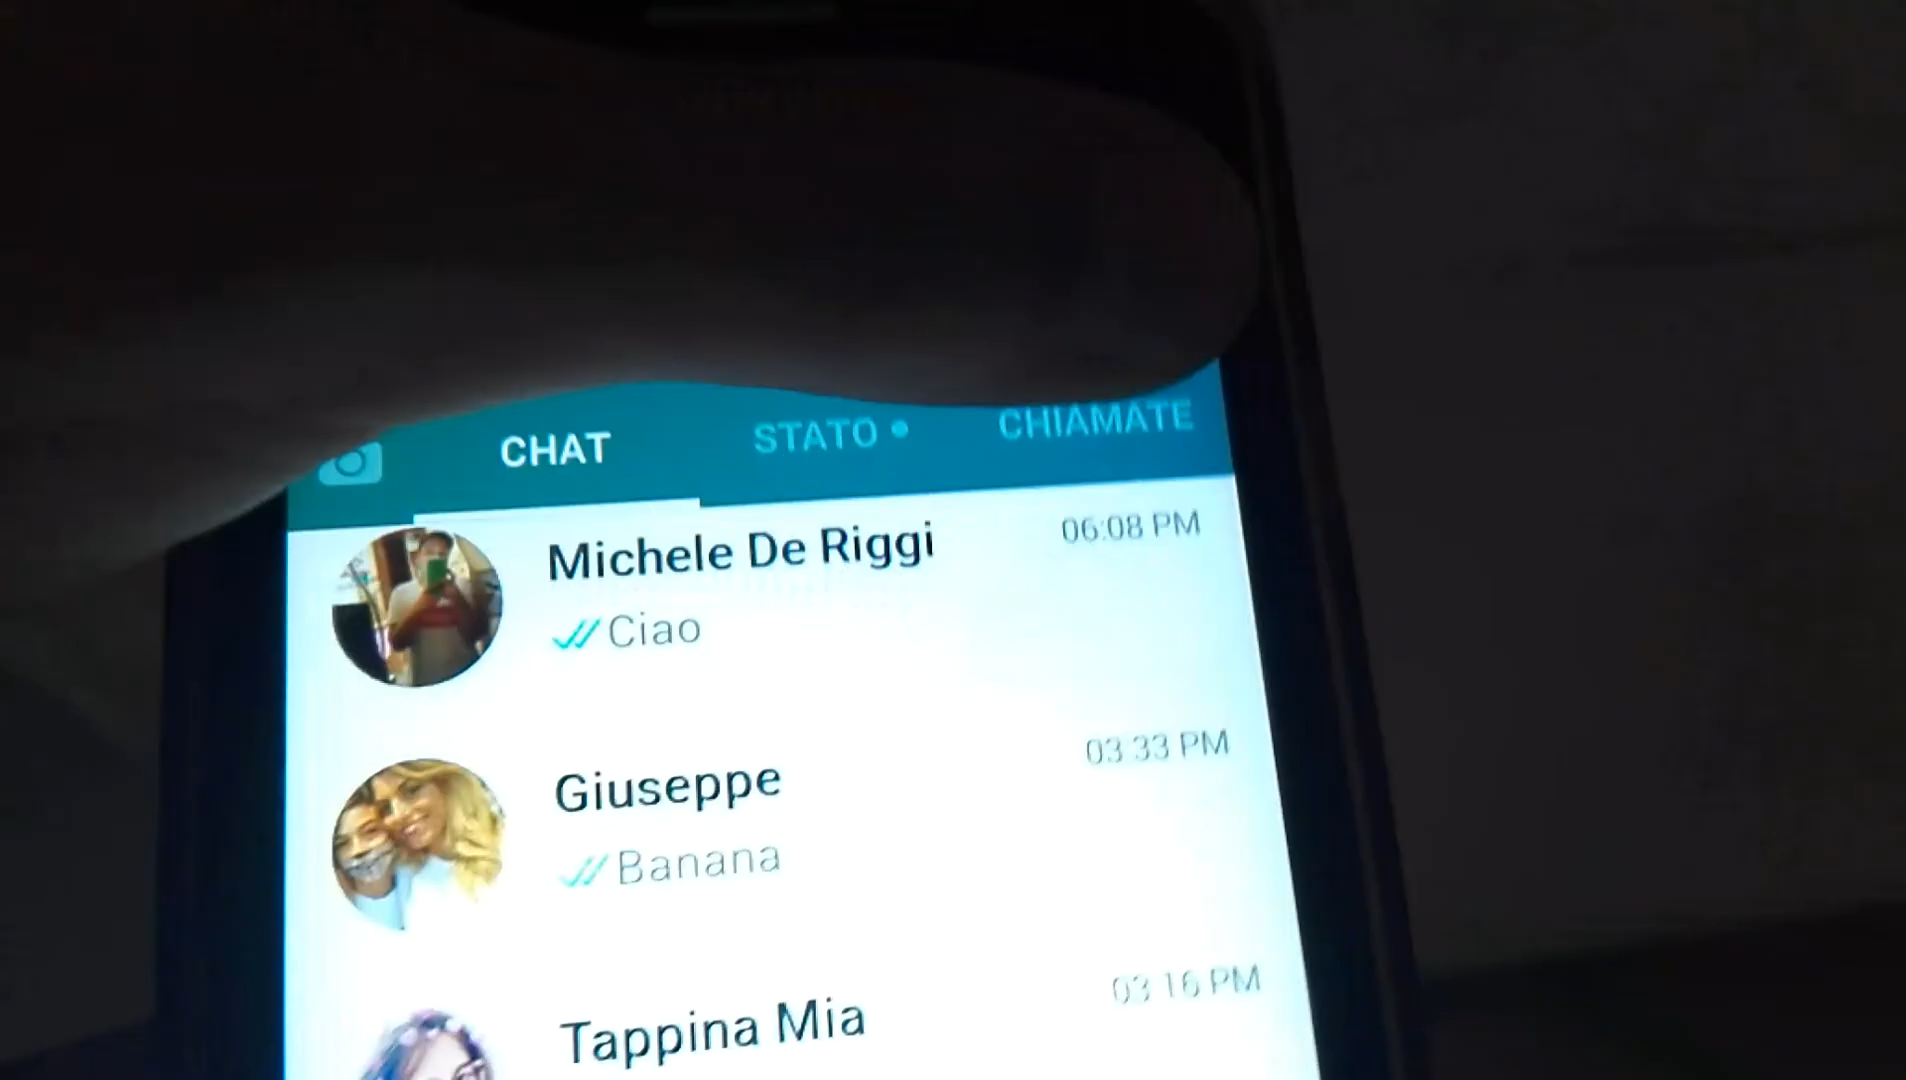 CHAT
STATO
CHIAMATE
Michele De Riggi
06:08 PM
Ciao
Giuseppe
03:33 PM
Banana
Tappina Mia
03:16 PM